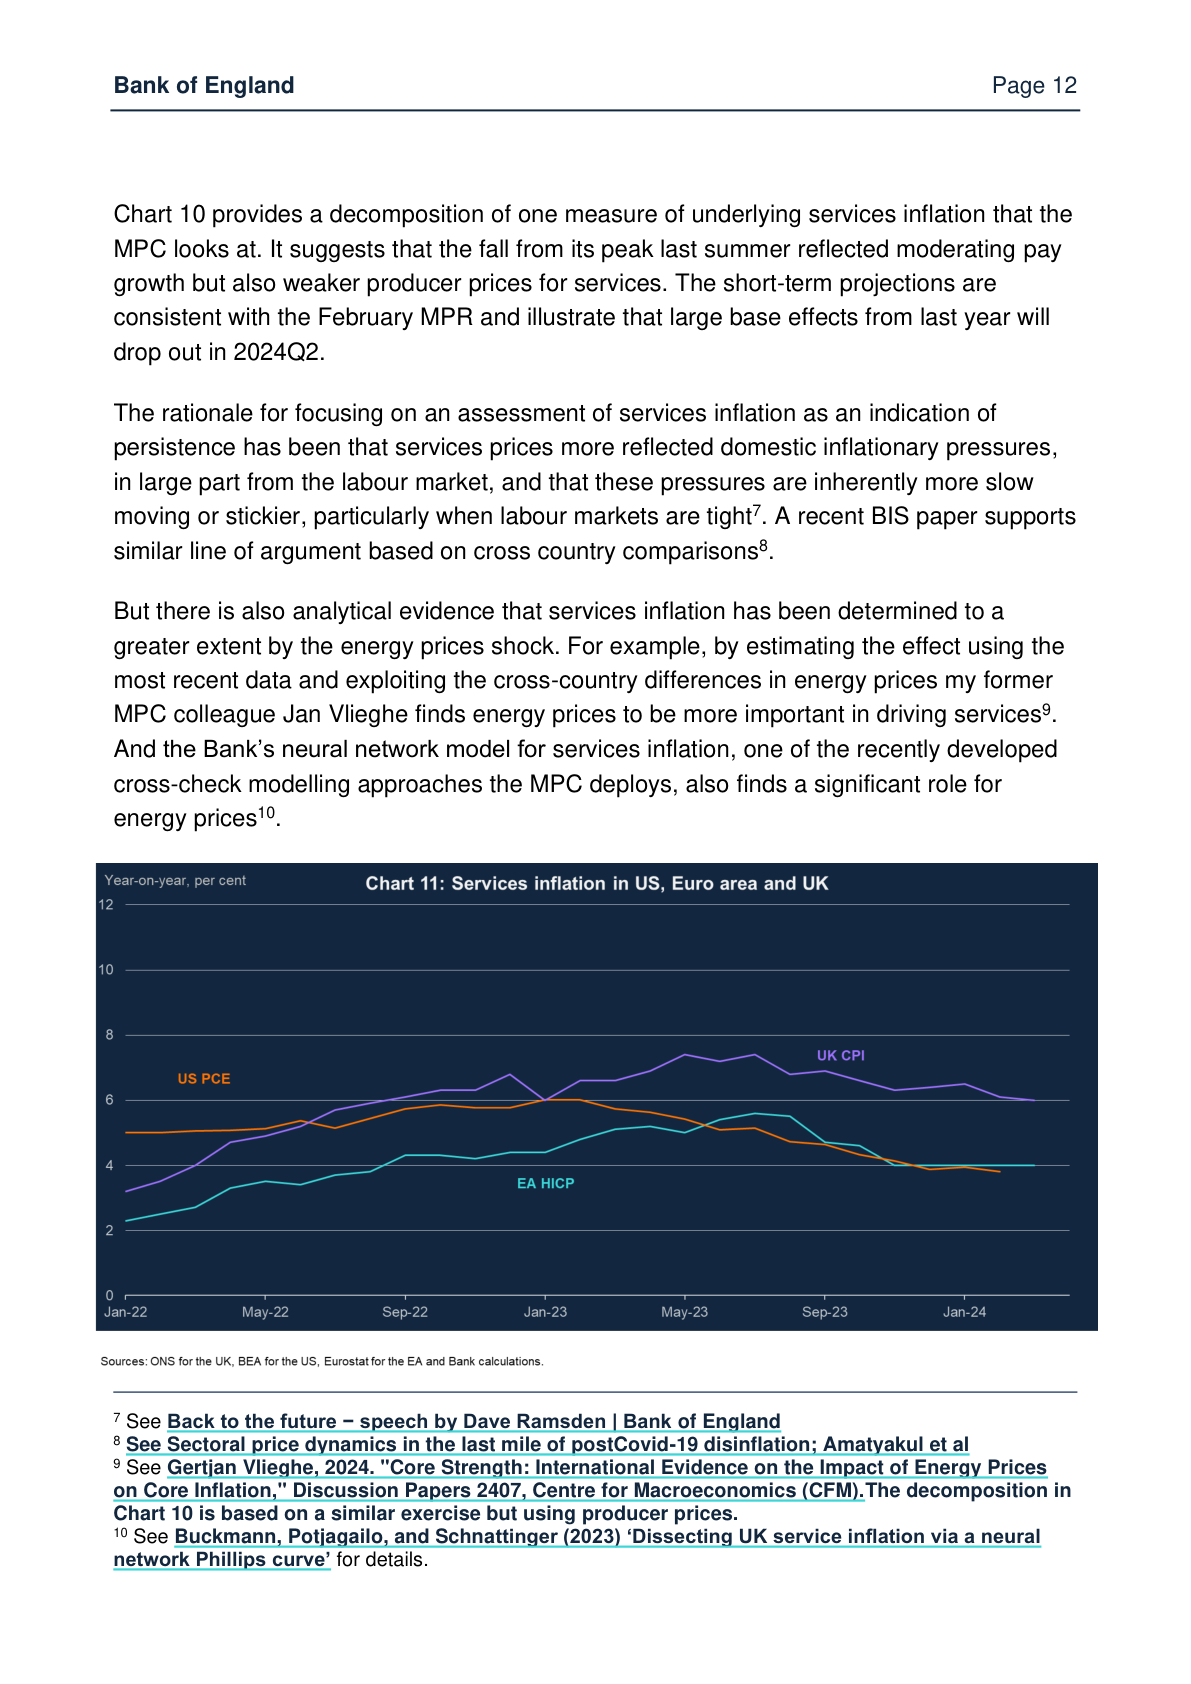 Bank of England Page 12
Chart 10 provides a decomposition of one measure of underlying services inflation that the
MPC looks at. It suggests that the fall from its peak last summer reflected moderating pay
growth but also weaker producer prices for services. The short-term projections are
consistent with the February MPR and illustrate that large base effects from last year will
drop out in 2024Q2.
The rationale for focusing on an assessment of services inflation as an indication of
persistence has been that services prices more reflected domestic inflationary pressures,
in large part from the labour market, and that these pressures are inherently more slow
moving or stickier, particularly when labour markets are tight⁷. A recent BIS paper supports
similar line of argument based on cross country comparisons⁸.
But there is also analytical evidence that services inflation has been determined to a
greater extent by the energy prices shock. For example, by estimating the effect using the
most recent data and exploiting the cross-country differences in energy prices my former
MPC colleague Jan Vlieghe finds energy prices to be more important in driving services⁹.
And the Bank’s neural network model for services inflation, one of the recently developed
cross-check modelling approaches the MPC deploys, also finds a significant role for
energy prices¹⁰.
Year-on-year, per cent
Chart 11: Services inflation in US, Euro area and UK
12
10
8
6
4
2
0
UK CPI
US PCE
EA HICP
Jan-22 May-22 Sep-22 Jan-23 May-23 Sep-23 Jan-24
Sources: ONS for the UK, BEA for the US, Eurostat for the EA and Bank calculations.
⁷ See Back to the future − speech by Dave Ramsden | Bank of England
⁸ See Sectoral price dynamics in the last mile of postCovid-19 disinflation; Amatyakul et al
⁹ See Gertjan Vlieghe, 2024. "Core Strength: International Evidence on the Impact of Energy Prices
on Core Inflation," Discussion Papers 2407, Centre for Macroeconomics (CFM).The decomposition in
Chart 10 is based on a similar exercise but using producer prices.
¹⁰ See Buckmann, Potjagailo, and Schnattinger (2023) ‘Dissecting UK service inflation via a neural
network Phillips curve’ for details.